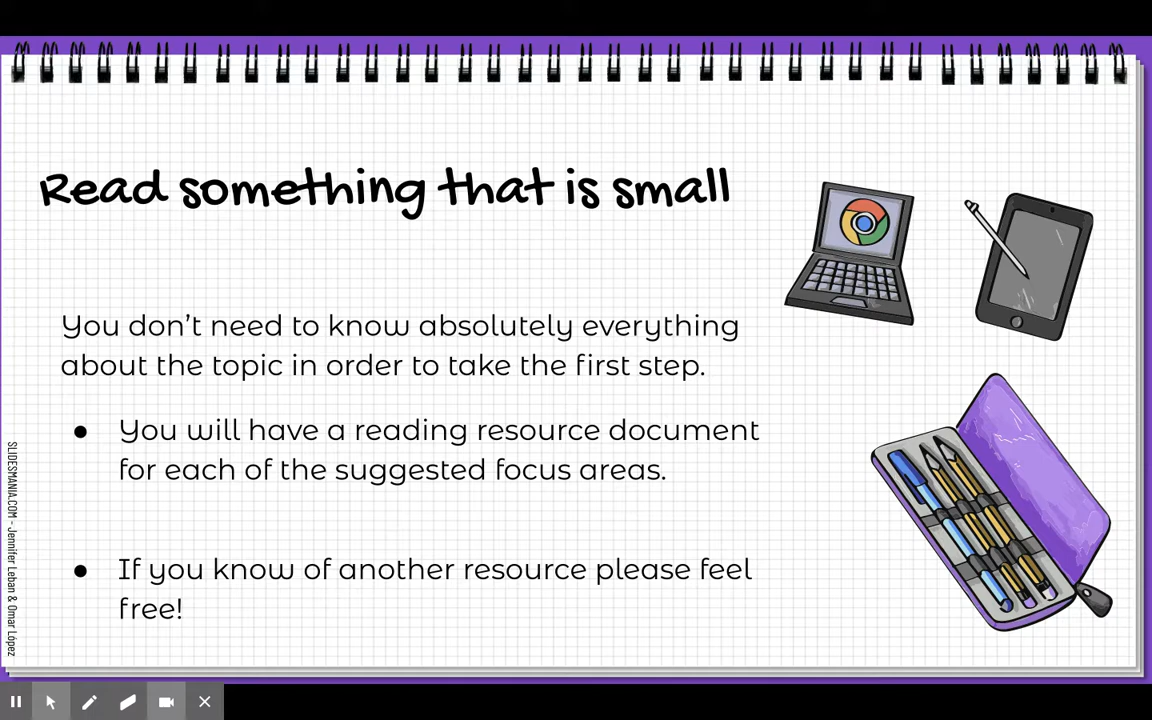 Read something that is small
You don't need to know absolutely everything
about the topic in order to take the first step.
● You will have a reading resource document
for each of the suggested focus areas.
● If you know of another resource please feel
free!
SLIDESMANIA.COM - Jennifer Leban & Omar López